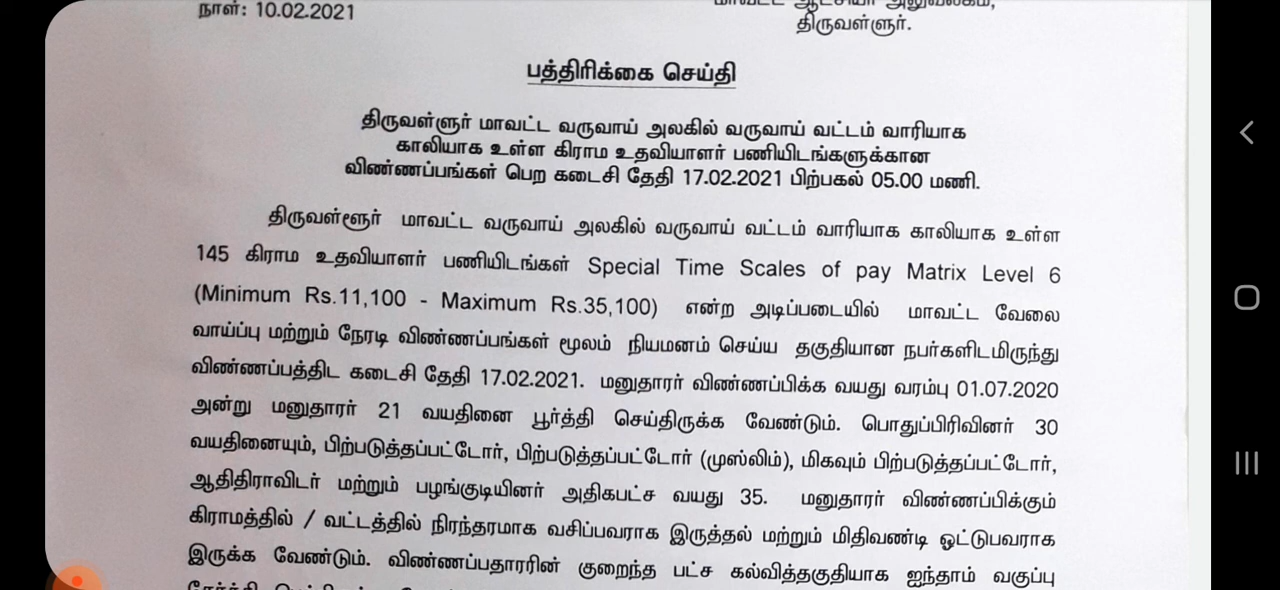 நாள்: 10.02.2021
மாவட்ட ஆட்சியர் அலுவலகம்,
திருவள்ளூர்.
பத்திரிக்கை செய்தி
திருவள்ளுர் மாவட்ட வருவாய் அலகில் வருவாய் வட்டம் வாரியாக
காலியாக உள்ள கிராம உதவியாளர் பணியிடங்களுக்கான
விண்ணப்பங்கள் பெற கடைசி தேதி 17.02.2021 பிற்பகல் 05.00 மணி.
திருவள்ளூர் மாவட்ட வருவாய் அலகில் வருவாய் வட்டம் வாரியாக காலியாக உள்ள
145 கிராம உதவியாளர் பணியிடங்கள் Special Time Scales of pay Matrix Level 6
(Minimum Rs.11,100 - Maximum Rs.35,100) என்ற அடிப்படையில் மாவட்ட வேலை
வாய்ப்பு மற்றும் நேரடி விண்ணப்பங்கள் மூலம் நியமனம் செய்ய தகுதியான நபர்களிடமிருந்து
விண்ணப்பத்திட கடைசி தேதி 17.02.2021. மனுதாரர் விண்ணப்பிக்க வயது வரம்பு 01.07.2020
அன்று மனுதாரர் 21 வயதினை பூர்த்தி செய்திருக்க வேண்டும். பொதுப்பிரிவினர் 30
வயதினையும், பிற்படுத்தப்பட்டோர், பிற்படுத்தப்பட்டோர் (முஸ்லிம்), மிகவும் பிற்படுத்தப்பட்டோர்,
ஆதிதிராவிடர் மற்றும் பழங்குடியினர் அதிகபட்ச வயது 35. மனுதாரர் விண்ணப்பிக்கும்
கிராமத்தில் / வட்டத்தில் நிரந்தரமாக வசிப்பவராக இருத்தல் மற்றும் மிதிவண்டி ஓட்டுபவராக
இருக்க வேண்டும். விண்ணப்பதாரரின் குறைந்த பட்ச கல்வித்தகுதியாக ஐந்தாம் வகுப்பு